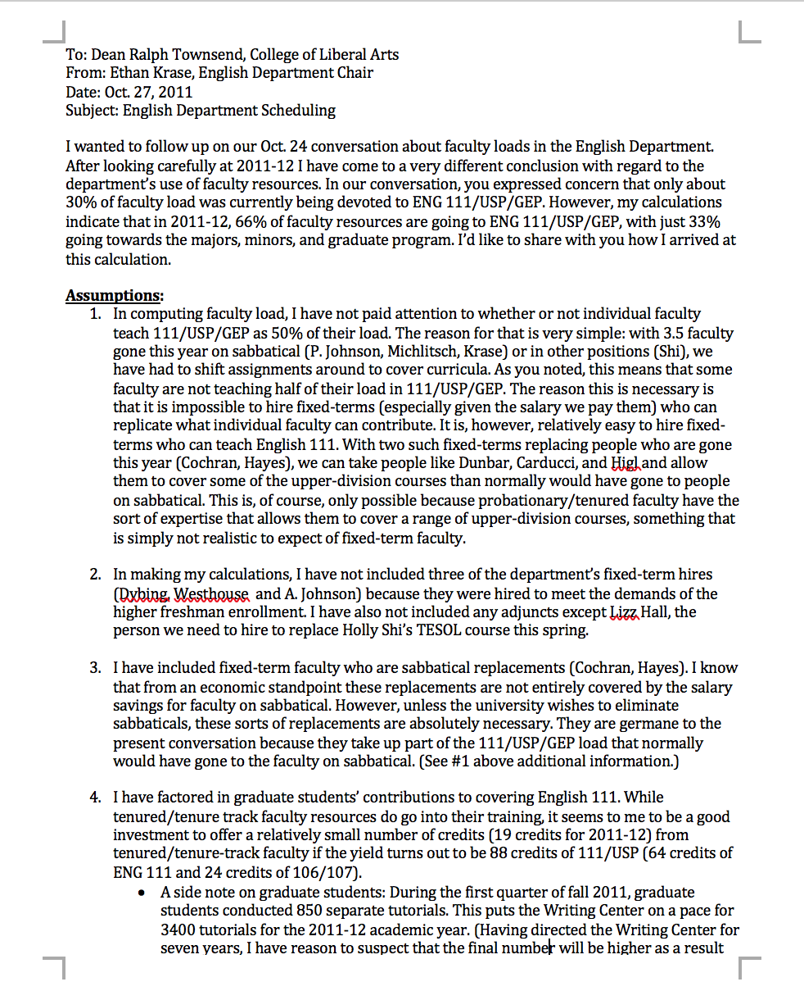 To: Dean Ralph Townsend, College of Liberal Arts
From: Ethan Krase, English Department Chair
Date: Oct. 27, 2011
Subject: English Department Scheduling
I wanted to follow up on our Oct. 24 conversation about faculty loads in the English Department.
After looking carefully at 2011-12 I have come to a very different conclusion with regard to the
department's use of faculty resources. In our conversation, you expressed concern that only about
30% of faculty load was currently being devoted to ENG 111/USP/GEP. However, my calculations
indicate that in 2011-12, 66% of faculty resources are going to ENG 111/USP/GEP, with just 33%
going towards the majors, minors, and graduate program. I'd like to share with you how I arrived at
this calculation.
Assumptions:
1. In computing faculty load, I have not paid attention to whether or not individual faculty
teach 111/USP/GEP as 50% of their load. The reason for that is very simple: with 3.5 faculty
gone this year on sabbatical (P. Johnson, Michlitsch, Krase) or in other positions (Shi), we
have had to shift assignments around to cover curricula. As you noted, this means that some
faculty are not teaching half of their load in 111/USP/GEP. The reason this is necessary is
that it is impossible to hire fixed-terms (especially given the salary we pay them) who can
replicate what individual faculty can contribute. It is, however, relatively easy to hire fixed-
terms who can teach English 111. With two such fixed-terms replacing people who are gone
this year (Cochran, Hayes), we can take people like Dunbar, Carducci, and Higl and allow
them to cover some of the upper-division courses than normally would have gone to people
on sabbatical. This is, of course, only possible because probationary/tenured faculty have the
sort of expertise that allows them to cover a range of upper-division courses, something that
is simply not realistic to expect of fixed-term faculty.
2. In making my calculations, I have not included three of the department's fixed-term hires
(Dybing, Westhouse and A. Johnson) because they were hired to meet the demands of the
higher freshman enrollment. I have also not included any adjuncts except Lizz Hall, the
person we need to hire to replace Holly Shi's TESOL course this spring.
3. I have included fixed-term faculty who are sabbatical replacements (Cochran, Hayes). I know
that from an economic standpoint these replacements are not entirely covered by the salary
savings for faculty on sabbatical. However, unless the university wishes to eliminate
sabbaticals, these sorts of replacements are absolutely necessary. They are germane to the
present conversation because they take up part of the 111/USP/GEP load that normally
would have gone to the faculty on sabbatical. (See #1 above additional information.)
4. I have factored in graduate students' contributions to covering English 111. While
tenured/tenure track faculty resources do go into their training, it seems to me to be a good
investment to offer a relatively small number of credits (19 credits for 2011-12) from
tenured/tenure-track faculty if the yield turns out to be 88 credits of 111/USP (64 credits of
ENG 111 and 24 credits of 106/107).
• A side note on graduate students: During the first quarter of fall 2011, graduate
students conducted 850 separate tutorials. This puts the Writing Center on a pace for
3400 tutorials for the 2011-12 academic year. (Having directed the Writing Center for
seven years, I have reason to suspect that the final number will be higher as a result